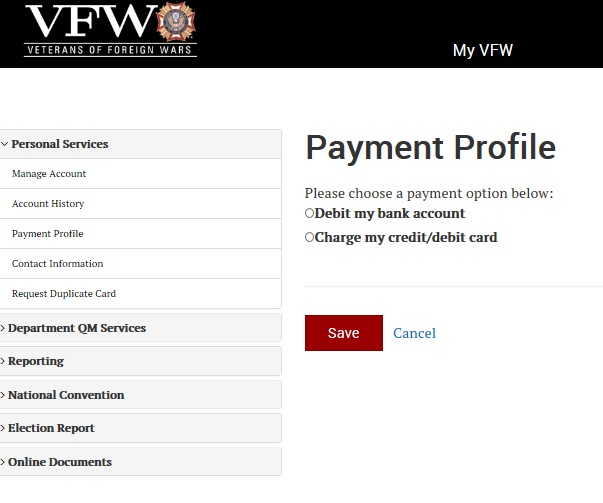 VFW
VETERANS OF FOREIGN WARS
My VFW
Personal Services
Manage Account
Account History
Payment Profile
Contact Information
Request Duplicate Card
Department QM Services
Reporting
National Convention
Election Report
Online Documents
Payment Profile
Please choose a payment option below:
Debit my bank account
Charge my credit/debit card
Save Cancel